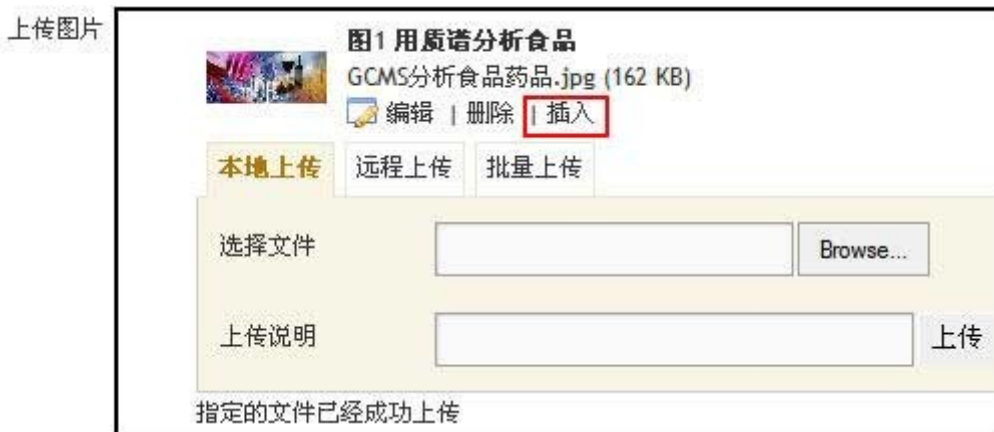 上传图片
图1 用质谱分析食品
GCMS分析食品药品.jpg (162 KB)
编辑 | 删除 | 插入
本地上传 远程上传 批量上传
选择文件 Browse...
上传说明 上传
指定的文件已经成功上传